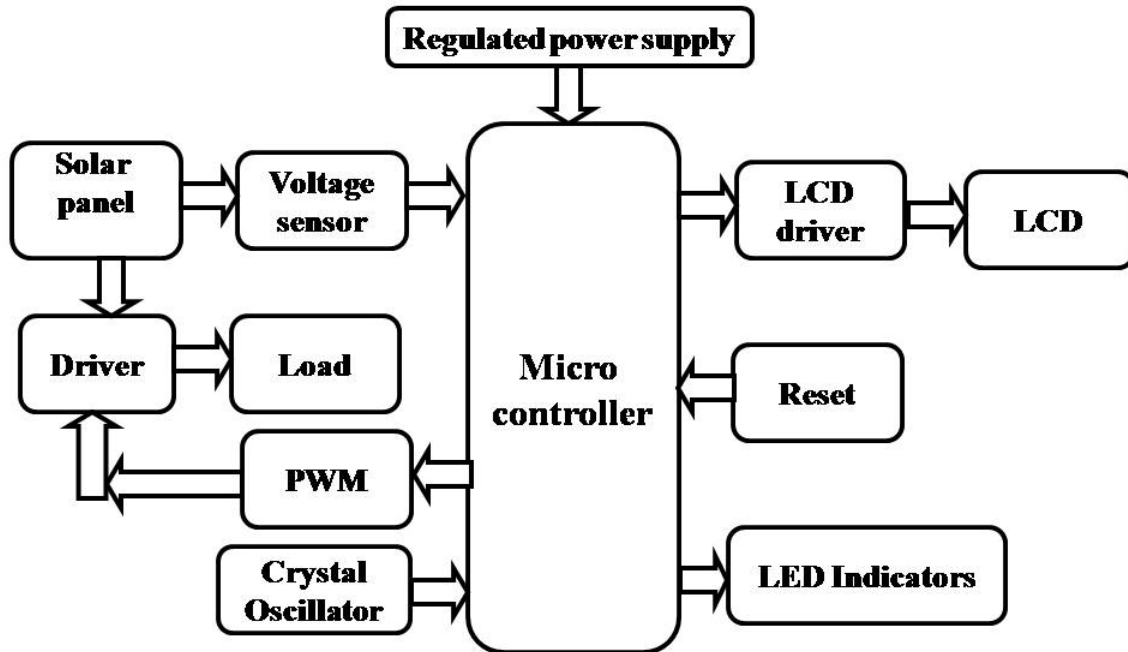 Regulated power supply
Solar
panel
Voltage
sensor
LCD
driver
LCD
Driver
Load
Micro
controller
Reset
PWM
Crystal
Oscillator
LED Indicators